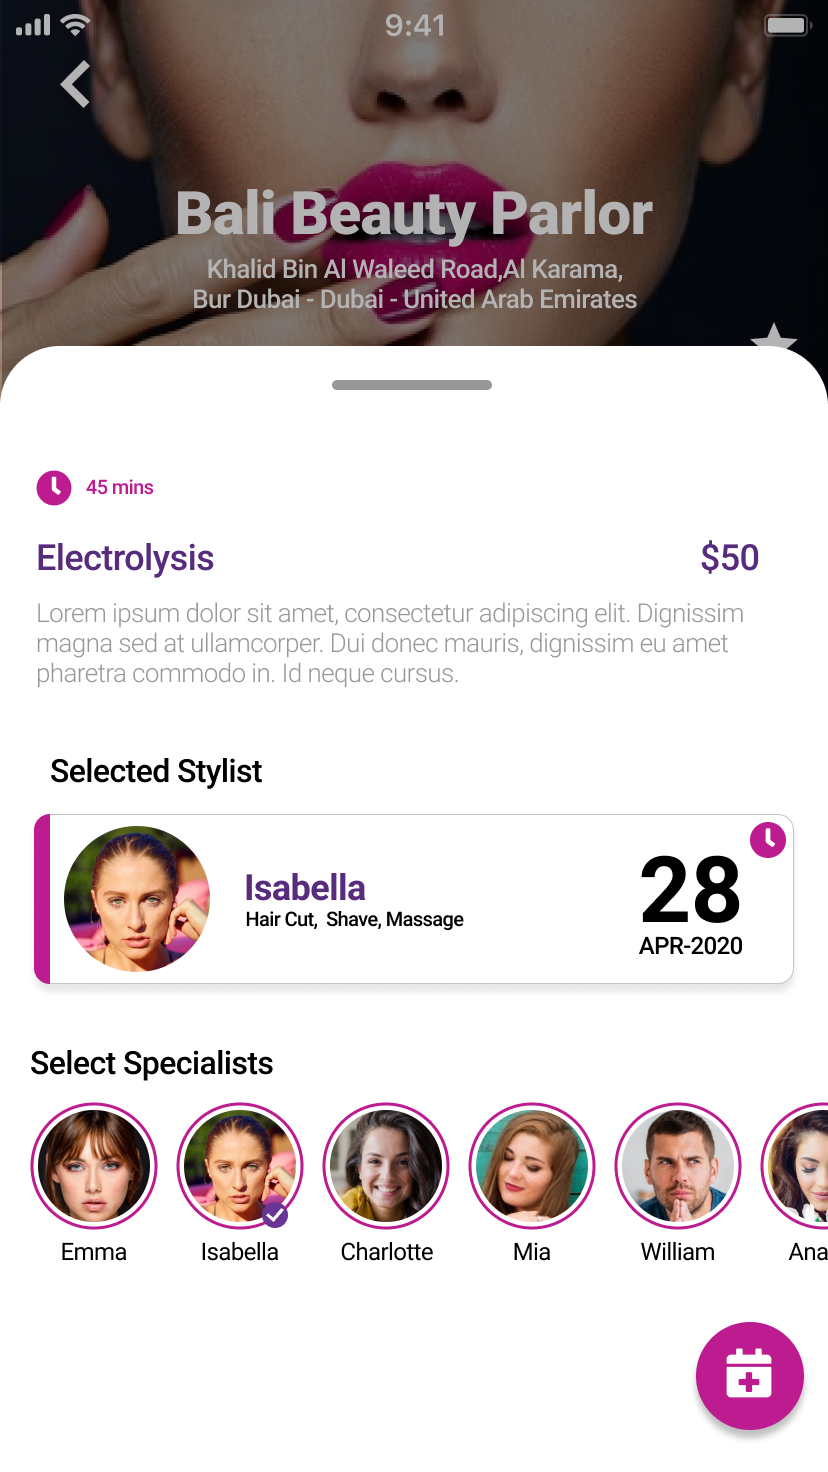 9:41
Bali Beauty Parlor
Khalid Bin Al Waleed Road,Al Karama,
Bur Dubai - Dubai - United Arab Emirates
45 mins
Electrolysis
$50
Lorem ipsum dolor sit amet, consectetur adipiscing elit. Dignissim
magna sed at ullamcorper. Dui donec mauris, dignissim eu amet
pharetra commodo in. Id neque cursus.
Selected Stylist
Isabella
Hair Cut,  Shave, Massage
28
APR-2020
Select Specialists
Emma
Isabella
Charlotte
Mia
William
Ana